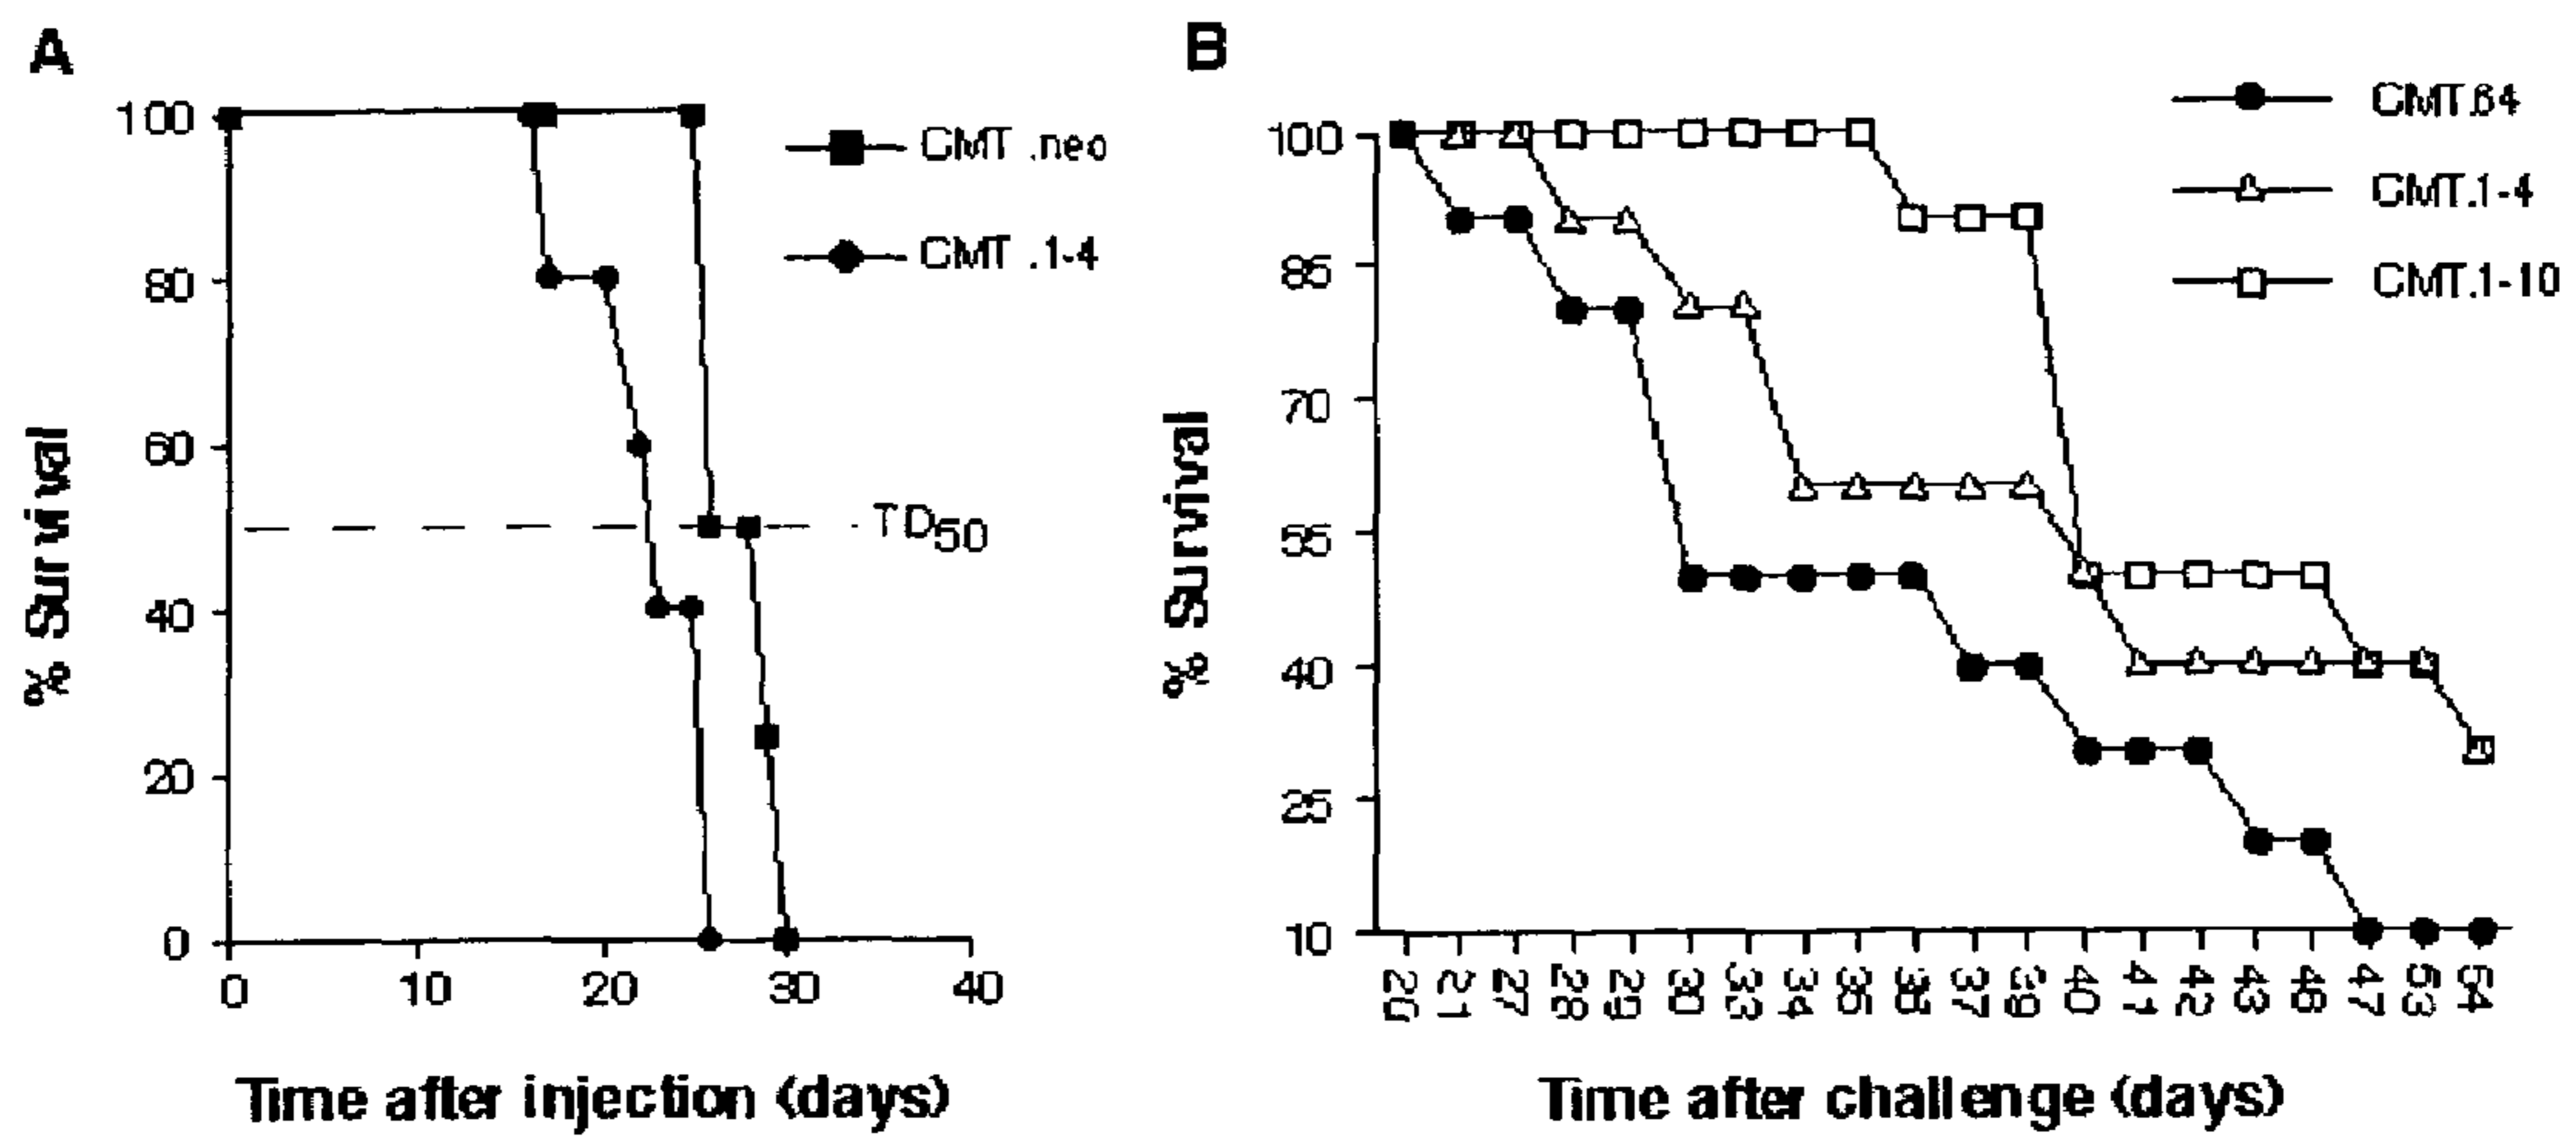 A
100
80
60
40
20
0
% Survival
CMT .neo
CMT .1-4
TD50
0 10 20 30 40
Time after injection (days)
B
100
85
70
55
40
25
10
% Survival
CMT.64
CMT.1-4
CMT.1-10
20 21 27 28 29 30 33 34 35 36 37 39 40 41 42 43 46 47 53 54
Time after challenge (days)